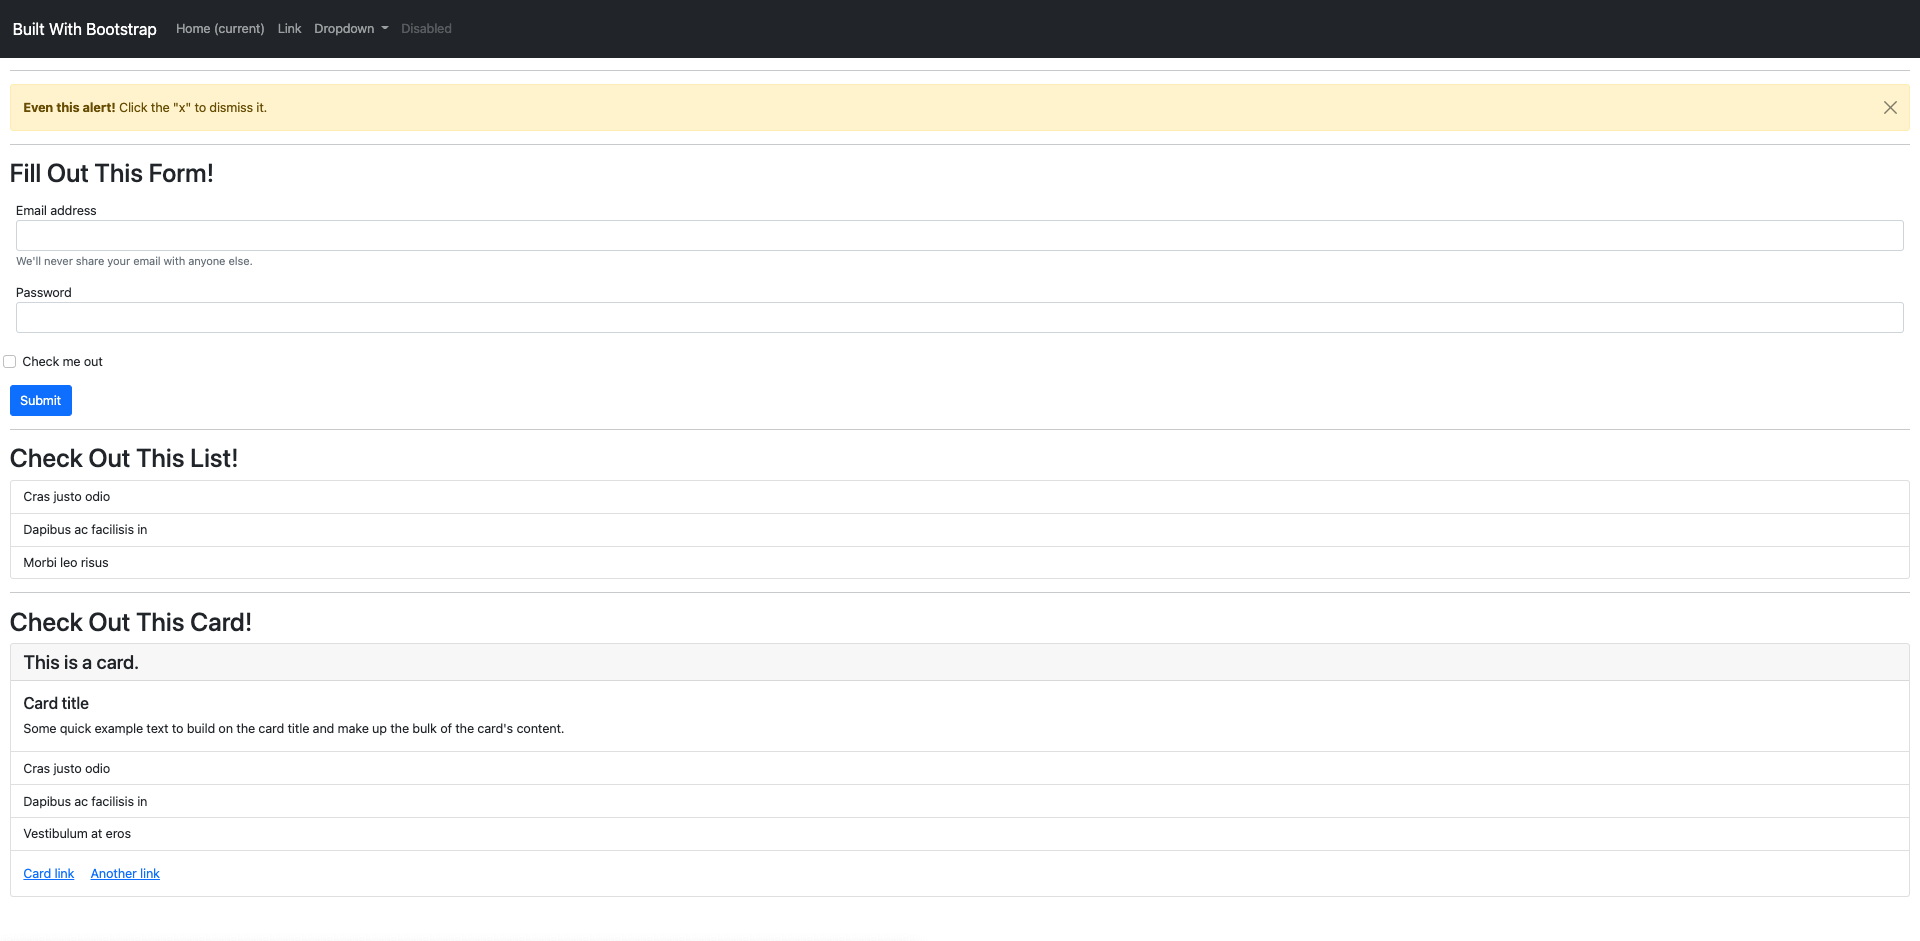 Built With Bootstrap Home (current) Link Dropdown Disabled
Even this alert! Click the "x" to dismiss it.
Fill Out This Form!
Email address
We'll never share your email with anyone else.
Password
Check me out
Submit
Check Out This List!
Cras justo odio
Dapibus ac facilisis in
Morbi leo risus
Check Out This Card!
This is a card.
Card title
Some quick example text to build on the card title and make up the bulk of the card's content.
Cras justo odio
Dapibus ac facilisis in
Vestibulum at eros
Card link Another link